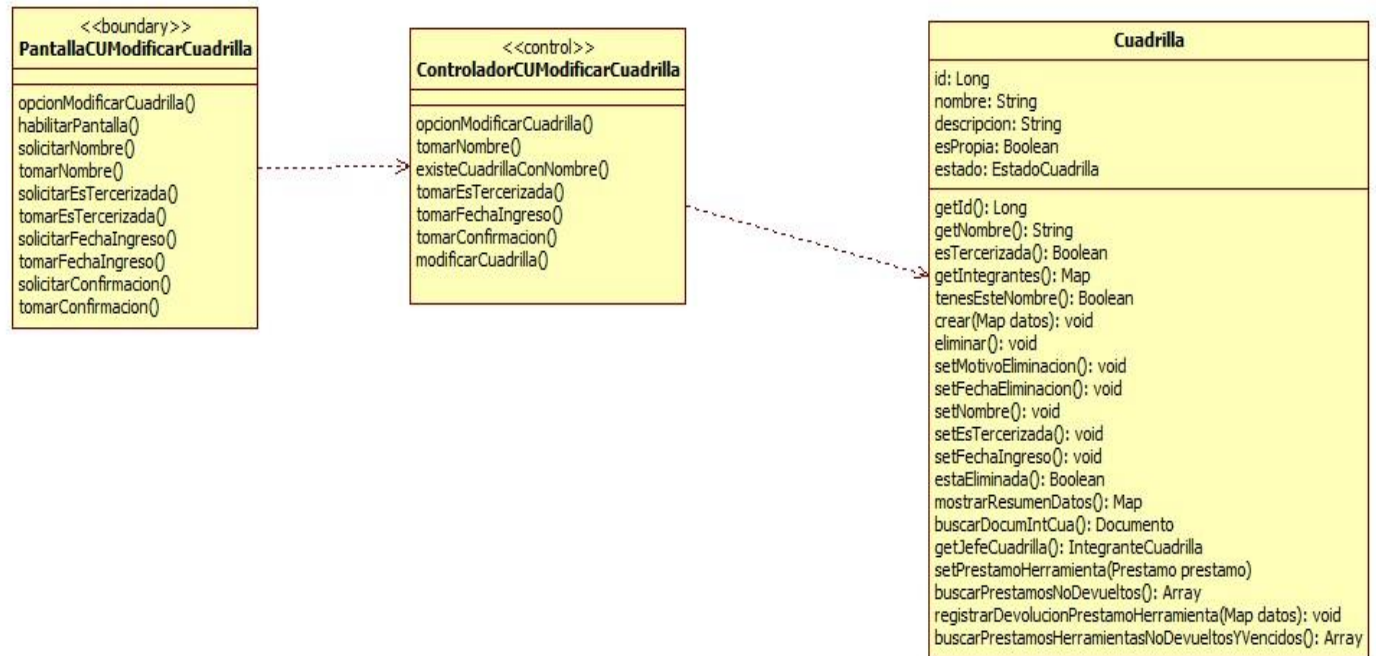 <<boundary>>
PantallaCUModificarCuadrilla
opcionModificarCuadrilla()
habilitarPantalla()
solicitarNombre()
tomarNombre()
solicitarEsTercerizada()
tomarEsTercerizada()
solicitarFechaIngreso()
tomarFechaIngreso()
solicitarConfirmacion()
tomarConfirmacion()
<<control>>
ControladorCUModificarCuadrilla
opcionModificarCuadrilla()
tomarNombre()
existeCuadrillaConNombre()
tomarEsTercerizada()
tomarFechaIngreso()
tomarConfirmacion()
modificarCuadrilla()
Cuadrilla
id: Long
nombre: String
descripcion: String
esPropia: Boolean
estado: EstadoCuadrilla
getId(): Long
getNombre(): String
esTercerizada(): Boolean
getIntegrantes(): Map
tenesEsteNombre(): Boolean
crear(Map datos): void
eliminar(): void
setMotivoEliminacion(): void
setFechaEliminacion(): void
setNombre(): void
setEsTercerizada(): void
setFechaIngreso(): void
estaEliminada(): Boolean
mostrarResumenDatos(): Map
buscarDocumIntCua(): Documento
getJefeCuadrilla(): IntegranteCuadrilla
setPrestamoHerramienta(Prestamo prestamo)
buscarPrestamosNoDevueltos(): Array
registrarDevolucionPrestamoHerramienta(Map datos): void
buscarPrestamosHerramientasNoDevueltosYVencidos(): Array